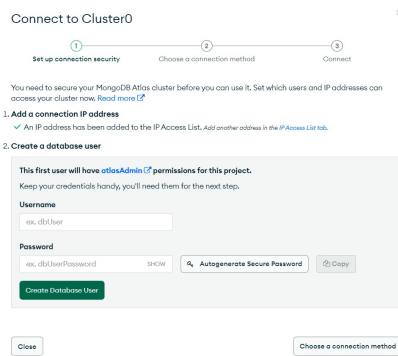 Connect to Cluster0
1
2
3
Set up connection security
Choose a connection method
Connect
You need to secure your MongoDB Atlas cluster before you can use it. Set which users and IP addresses can
access your cluster now. Read more
1. Add a connection IP address
An IP address has been added to the IP Access List. Add another address in the IP Access List tab.
2. Create a database user
This first user will have atlasAdmin permissions for this project.
Keep your credentials handy, you'll need them for the next step.
Username
ex. dbUser
Password
ex. dbUserPassword SHOW Autogenerate Secure Password Copy
Create Database User
Close Choose a connection method